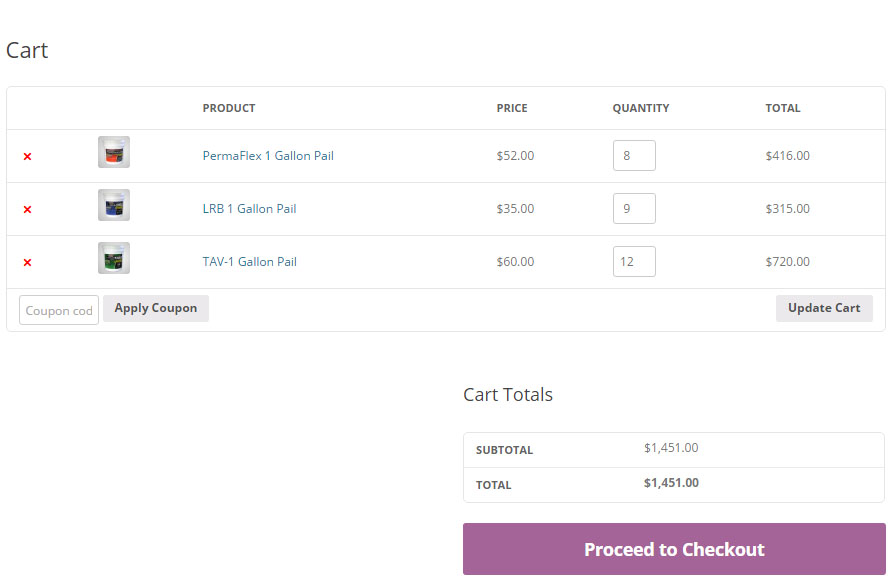 Cart
PRODUCT PRICE QUANTITY TOTAL
× PermaFlex 1 Gallon Pail $52.00 8 $416.00
× LRB 1 Gallon Pail $35.00 9 $315.00
× TAV-1 Gallon Pail $60.00 12 $720.00
Coupon cod Apply Coupon Update Cart
Cart Totals
SUBTOTAL $1,451.00
TOTAL $1,451.00
Proceed to Checkout